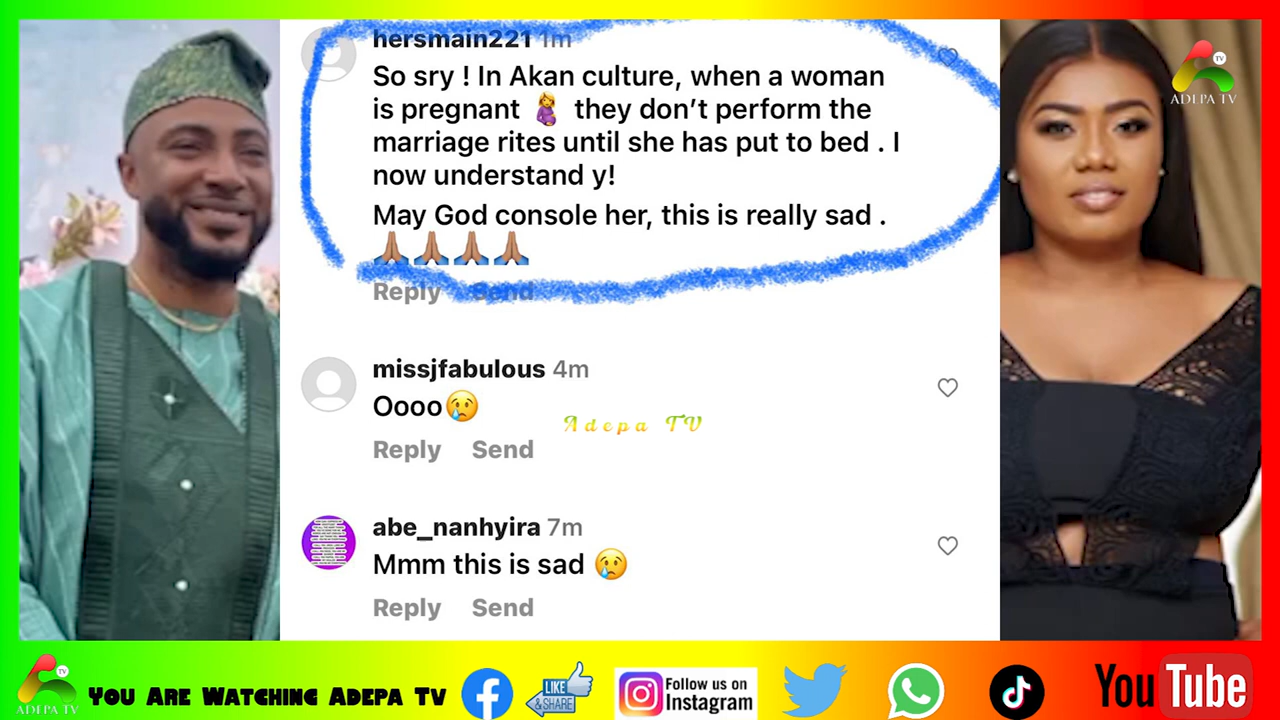 hersmain221 1m
So sry ! In Akan culture, when a woman
is pregnant 🤰🏽 they don’t perform the
marriage rites until she has put to bed . I
now understand y!
May God console her, this is really sad .
🙏🏽🙏🏽🙏🏽🙏🏽
Reply Send
missjfabulous 4m
Oooo😢
Reply Send
Adepa TV
abe_nanhyira 7m
Mmm this is sad 😢
Reply Send
TV
ADEPA TV
TV
ADEPA TV
You Are Watching Adepa Tv
LIKE
& SHARE
Follow us on
Instagram
YouTube